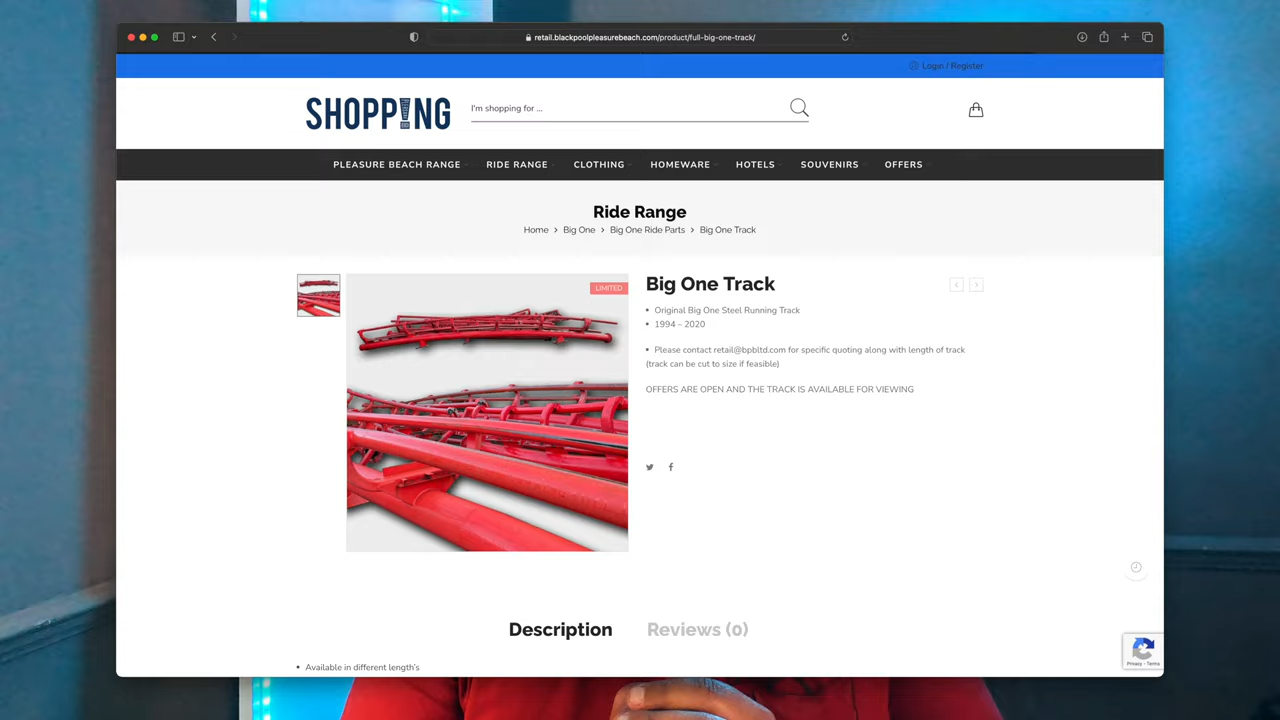 retail.blackpoolpleasurebeach.com/product/full-big-one-track/
Login / Register
SHOPP!NG
I'm shopping for ...
PLEASURE BEACH RANGE
RIDE RANGE
CLOTHING
HOMEWARE
HOTELS
SOUVENIRS
OFFERS
Ride Range
Home > Big One > Big One Ride Parts > Big One Track
LIMITED
Big One Track
• Original Big One Steel Running Track
• 1994 – 2020
• Please contact retail@bpbltd.com for specific quoting along with length of track
(track can be cut to size if feasible)
OFFERS ARE OPEN AND THE TRACK IS AVAILABLE FOR VIEWING
Description
Reviews (0)
• Available in different length's
Privacy - Terms